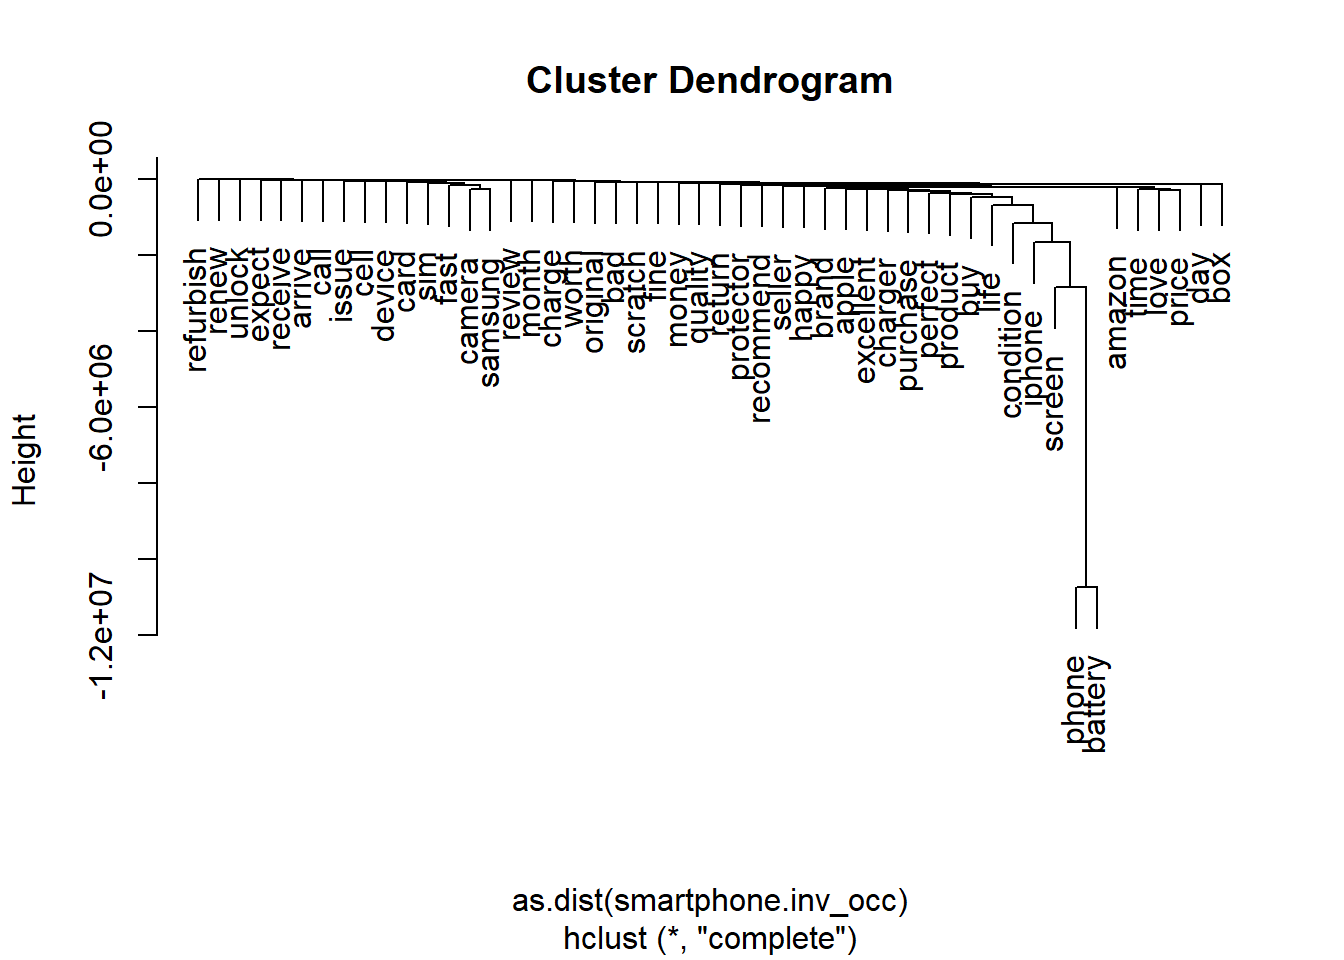 Cluster Dendrogram
Height
0.0e+00
-6.0e+06
-1.2e+07
refurbish
renew
unlock
expect
receive
arrive
call
issue
cell
device
card
sim
fast
camera
samsung
review
month
charge
worth
original
bad
scratch
fine
money
quality
return
protector
recommend
seller
happy
brand
apple
excellent
charger
purchase
perfect
product
buy
life
condition
iphone
screen
phone
battery
amazon
time
love
price
day
box
as.dist(smartphone.inv_occ)
hclust (*, "complete")